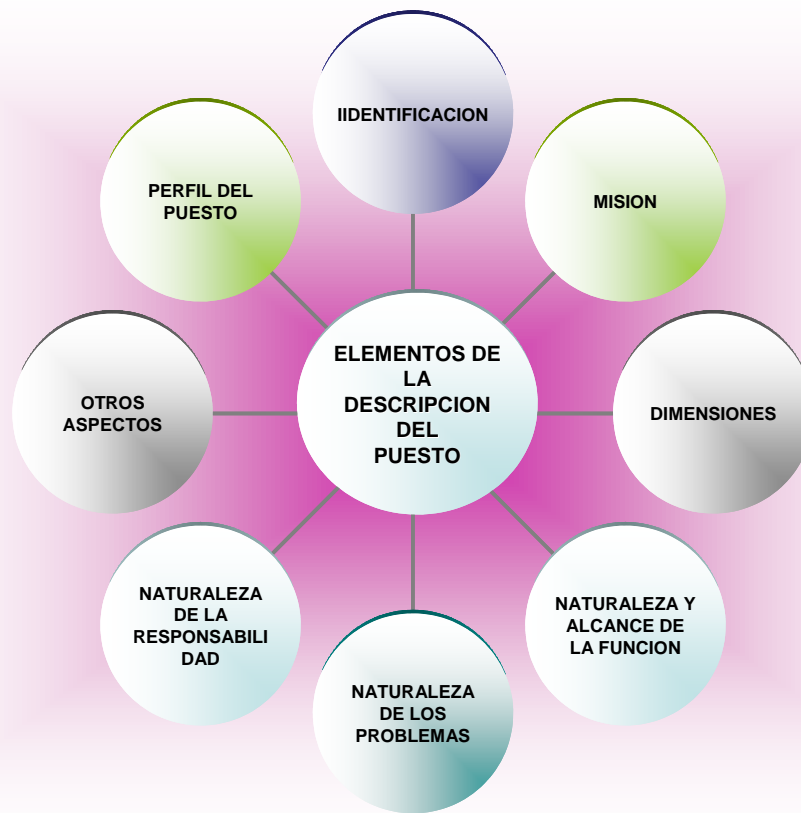 IIDENTIFICACION
MISION
DIMENSIONES
NATURALEZA Y
ALCANCE DE
LA FUNCION
NATURALEZA
DE LOS
PROBLEMAS
NATURALEZA
DE LA
RESPONSABILI
DAD
OTROS
ASPECTOS
PERFIL DEL
PUESTO
ELEMENTOS DE
LA
DESCRIPCION
DEL
PUESTO